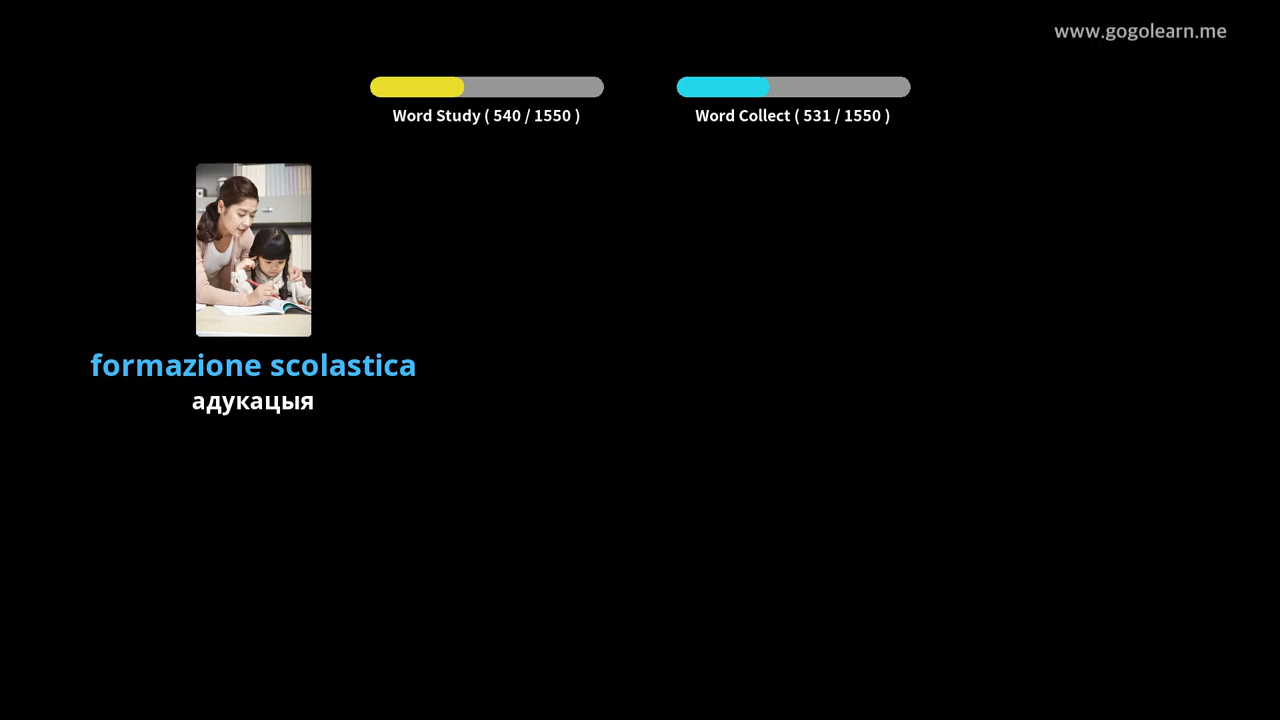 www.gogolearn.me
Word Study ( 540 / 1550 )
Word Collect ( 531 / 1550 )
formazione scolastica
адукацыя